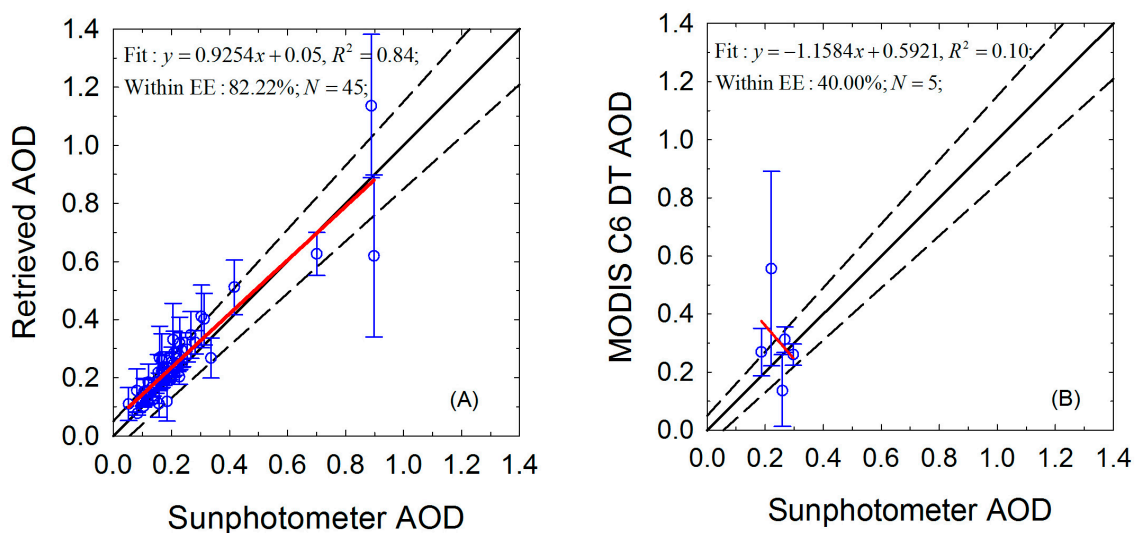 Fit : y = 0.9254x + 0.05, R² = 0.84;
Within EE : 82.22%; N = 45;
Retrieved AOD
1.4
1.2
1.0
0.8
0.6
0.4
0.2
0.0
(A)
0.0 0.2 0.4 0.6 0.8 1.0 1.2 1.4
Sunphotometer AOD
Fit : y = −1.1584x + 0.5921, R² = 0.10;
Within EE : 40.00%; N = 5;
MODIS C6 DT AOD
1.4
1.2
1.0
0.8
0.6
0.4
0.2
0.0
(B)
0.0 0.2 0.4 0.6 0.8 1.0 1.2 1.4
Sunphotometer AOD